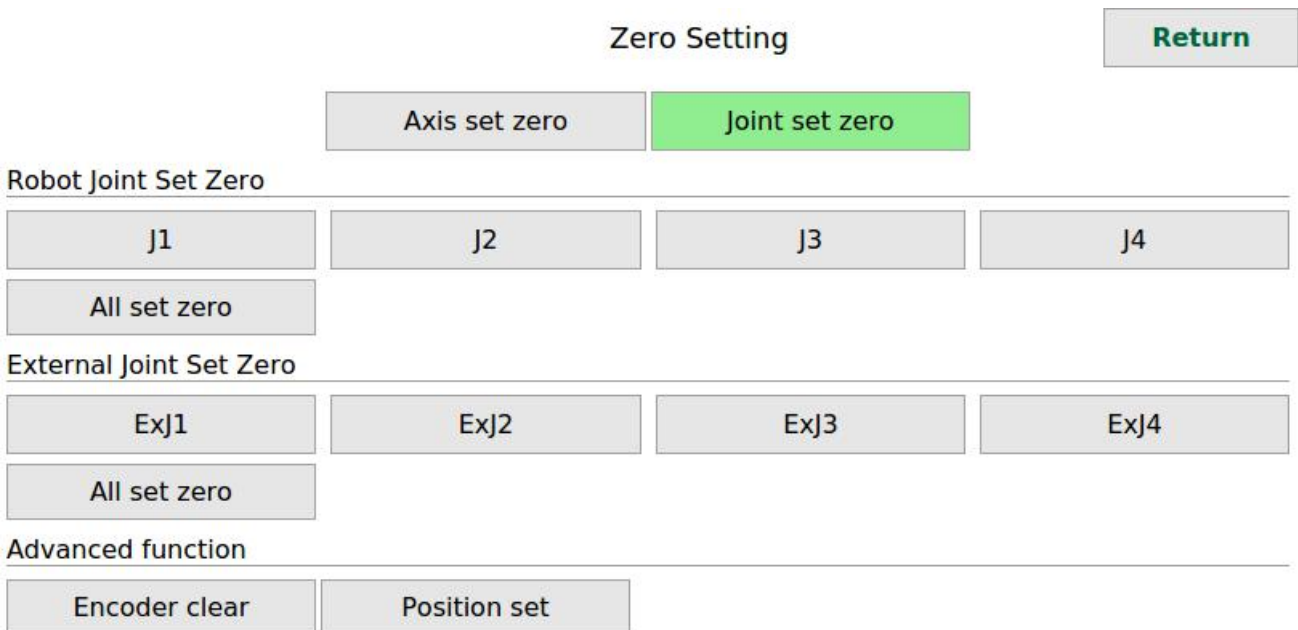 Zero Setting Return
Axis set zero Joint set zero
Robot Joint Set Zero
J1 J2 J3 J4
All set zero
External Joint Set Zero
ExJ1 ExJ2 ExJ3 ExJ4
All set zero
Advanced function
Encoder clear Position set